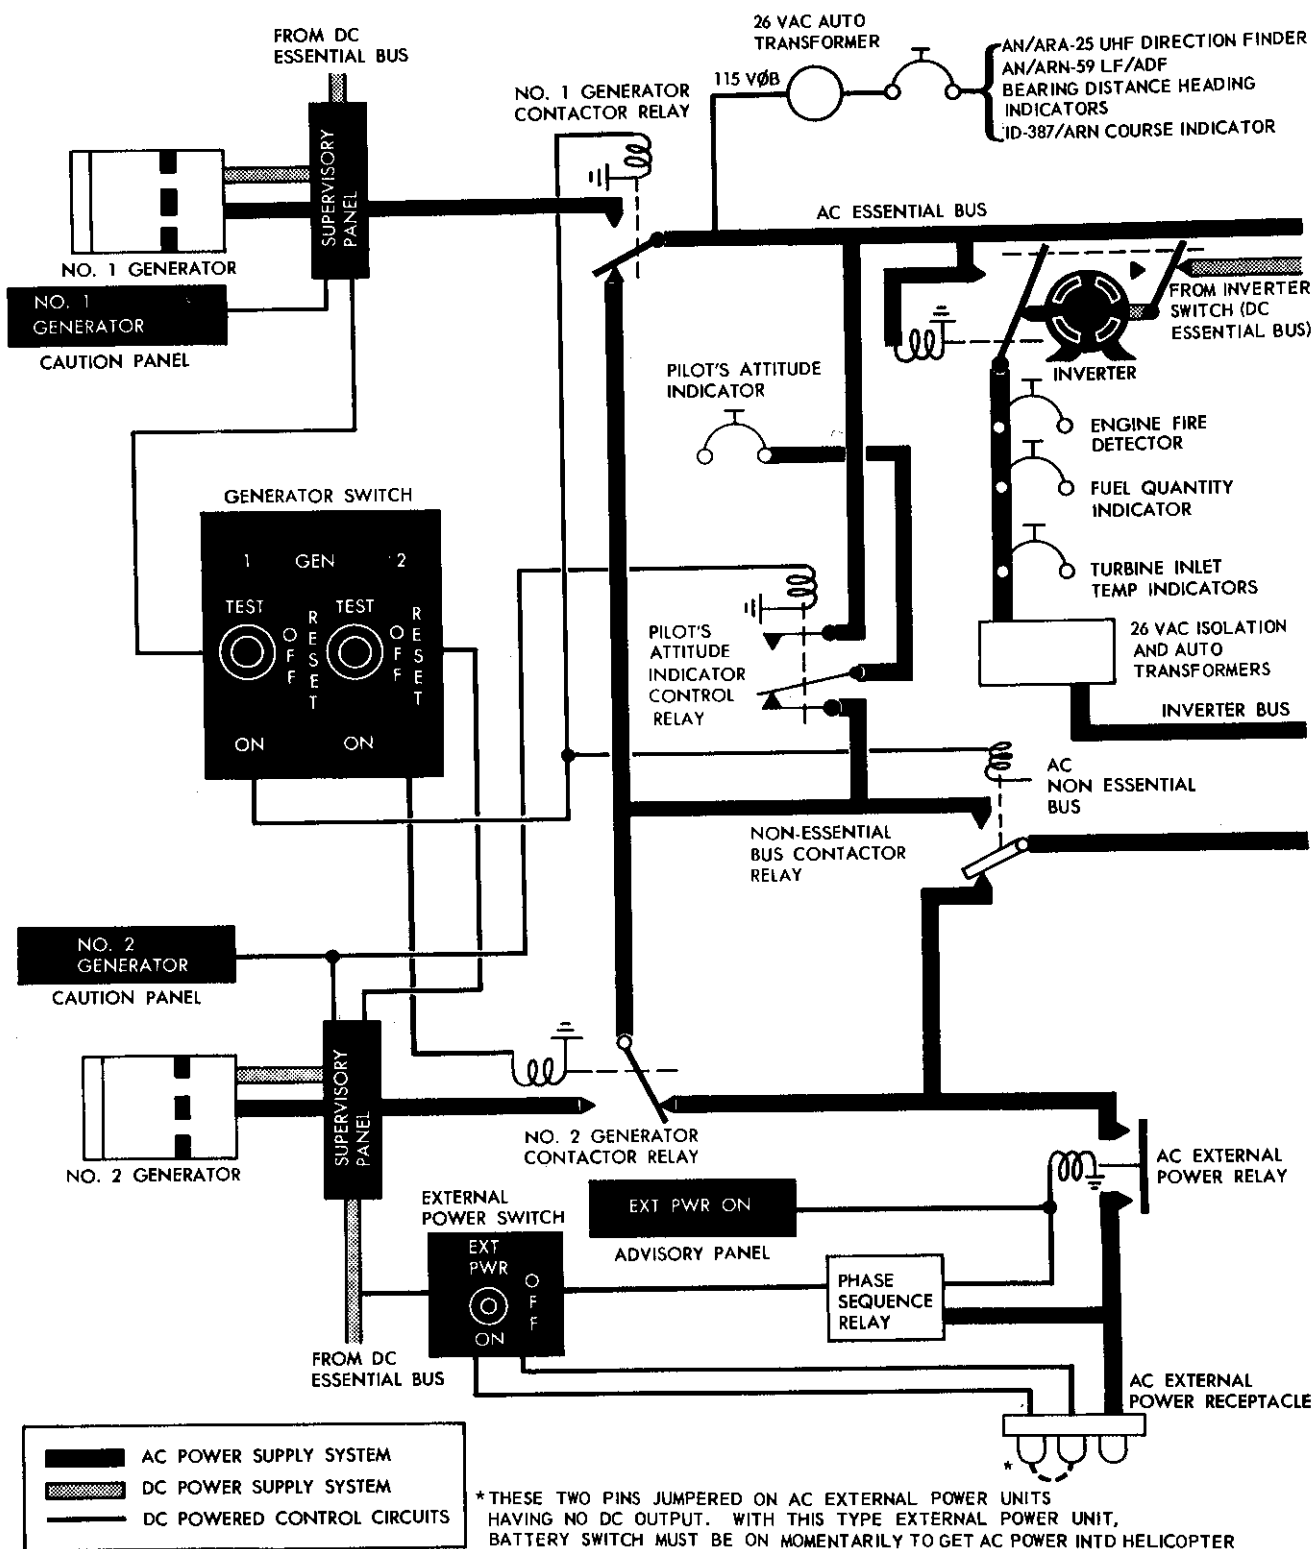 FROM DC
ESSENTIAL BUS
26 VAC AUTO
TRANSFORMER
AN/ARA-25 UHF DIRECTION FINDER
AN/ARN-59 LF/ADF
BEARING DISTANCE HEADING
INDICATORS
ID-387/ARN COURSE INDICATOR
115 VØB
NO. 1 GENERATOR
CONTACTOR RELAY
SUPERVISORY
PANEL
NO. 1 GENERATOR
AC ESSENTIAL BUS
NO. 1
GENERATOR
CAUTION PANEL
FROM INVERTER
SWITCH (DC
ESSENTIAL BUS)
INVERTER
PILOT'S ATTITUDE
INDICATOR
ENGINE FIRE
DETECTOR
FUEL QUANTITY
INDICATOR
TURBINE INLET
TEMP INDICATORS
GENERATOR SWITCH
1 GEN 2
TEST TEST
OFF
RESET
OFF
RESET
ON ON
PILOT'S
ATTITUDE
INDICATOR
CONTROL
RELAY
26 VAC ISOLATION
AND AUTO
TRANSFORMERS
INVERTER BUS
AC
NON ESSENTIAL
BUS
NON-ESSENTIAL
BUS CONTACTOR
RELAY
NO. 2
GENERATOR
CAUTION PANEL
SUPERVISORY
PANEL
NO. 2 GENERATOR
NO. 2 GENERATOR
CONTACTOR RELAY
AC EXTERNAL
POWER RELAY
EXTERNAL
POWER SWITCH
EXT PWR ON
ADVISORY PANEL
EXT
PWR
OFF
ON
PHASE
SEQUENCE
RELAY
FROM DC
ESSENTIAL BUS
AC EXTERNAL
POWER RECEPTACLE
*
AC POWER SUPPLY SYSTEM
DC POWER SUPPLY SYSTEM
DC POWERED CONTROL CIRCUITS
* THESE TWO PINS JUMPERED ON AC EXTERNAL POWER UNITS
HAVING NO DC OUTPUT. WITH THIS TYPE EXTERNAL POWER UNIT,
BATTERY SWITCH MUST BE ON MOMENTARILY TO GET AC POWER INTD HELICOPTER